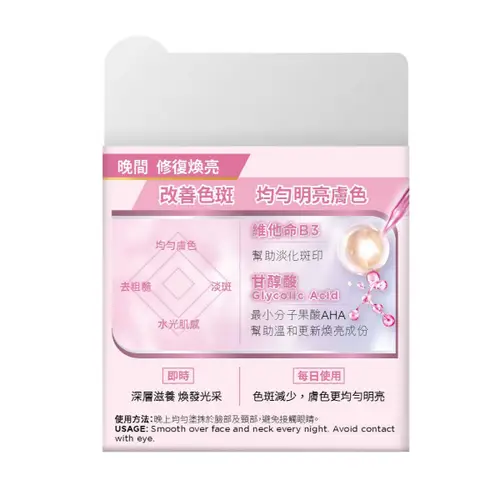 晚間 修復煥亮
改善色斑 均勻明亮膚色
均勻膚色
去粗糙
淡斑
水光肌感
維他命B3
幫助淡化斑印
甘醇酸
Glycolic Acid
最小分子果酸AHA
幫助溫和更新煥亮成份
即時
深層滋養 煥發光采
每日使用
色斑減少，膚色更均勻明亮
使用方法:晚上均勻塗抹於臉部及頸部,避免接觸眼睛。
USAGE: Smooth over face and neck every night. Avoid contact
with eye.